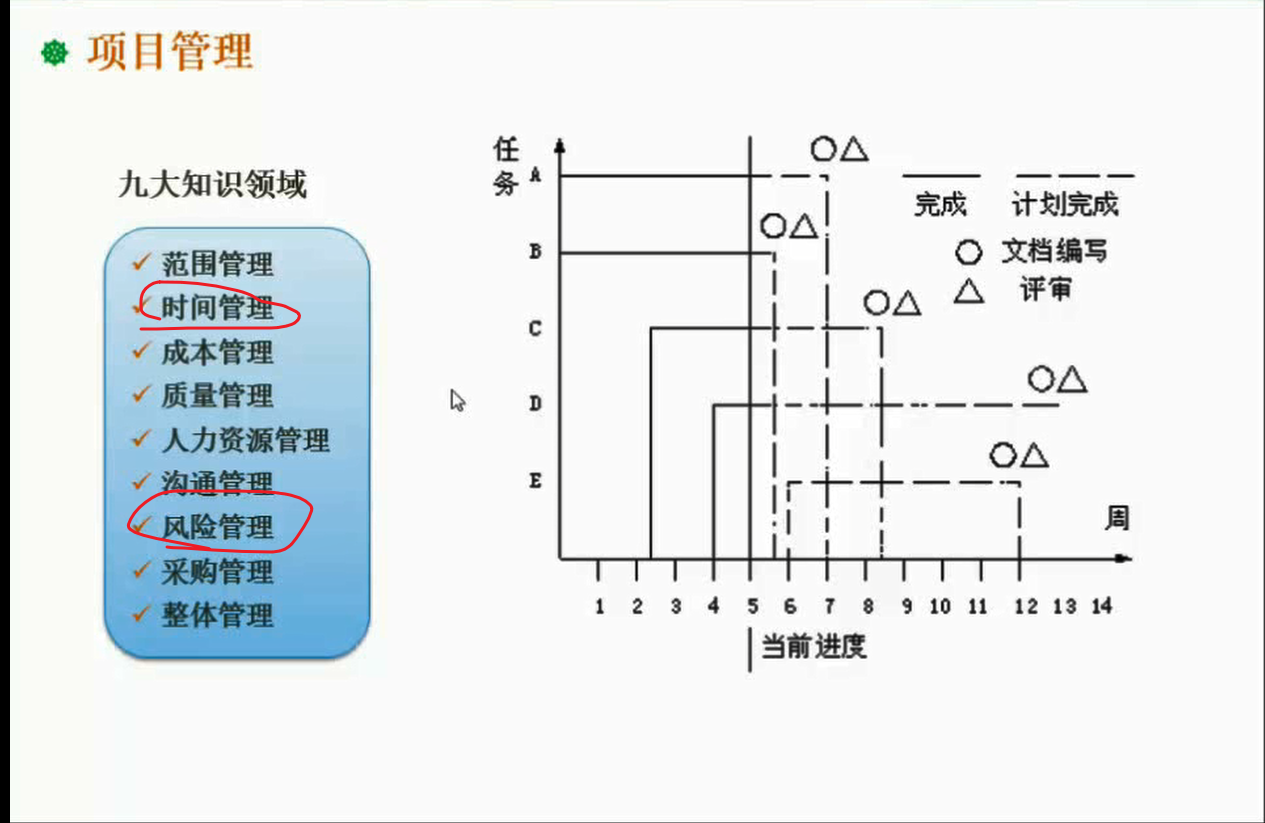 项目管理
九大知识领域
范围管理
时间管理
成本管理
质量管理
人力资源管理
沟通管理
风险管理
采购管理
整体管理
任务
A
B
C
D
E
完成 计划完成
文档编写
评审
周
1 2 3 4 5 6 7 8 9 10 11 12 13 14
当前进度